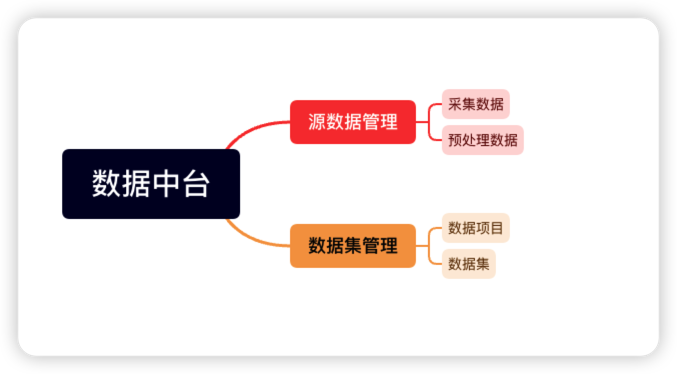 数据中台
源数据管理
采集数据
预处理数据
数据集管理
数据项目
数据集